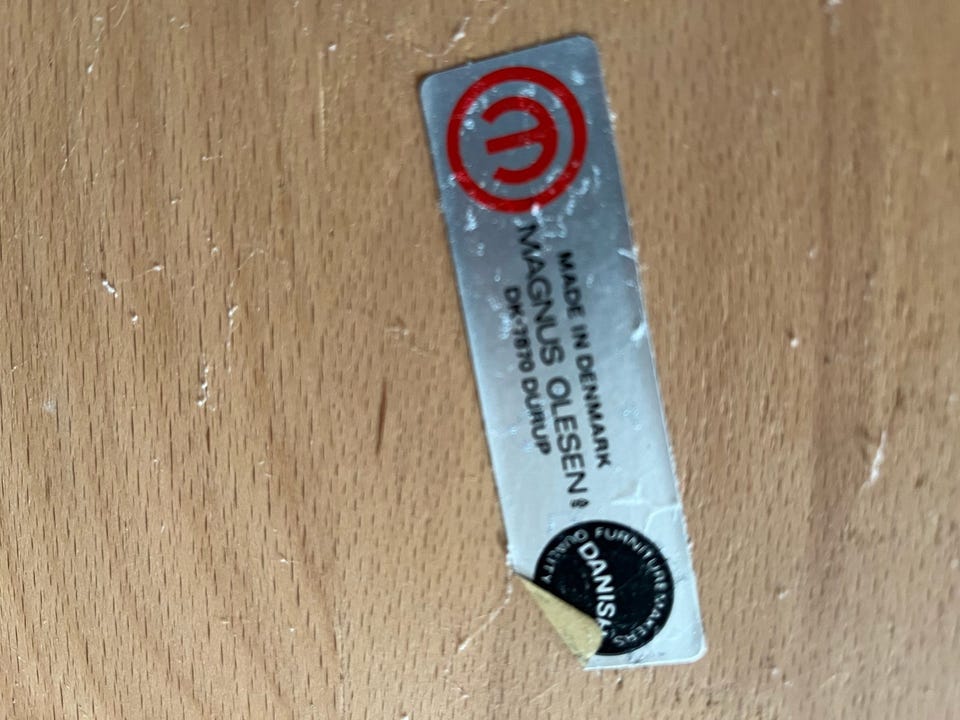 MADE IN DENMARK
MAGNUS OLESEN
DK-7870 DURUP
DANISH
FURNITUREMAKERS
QUALITY